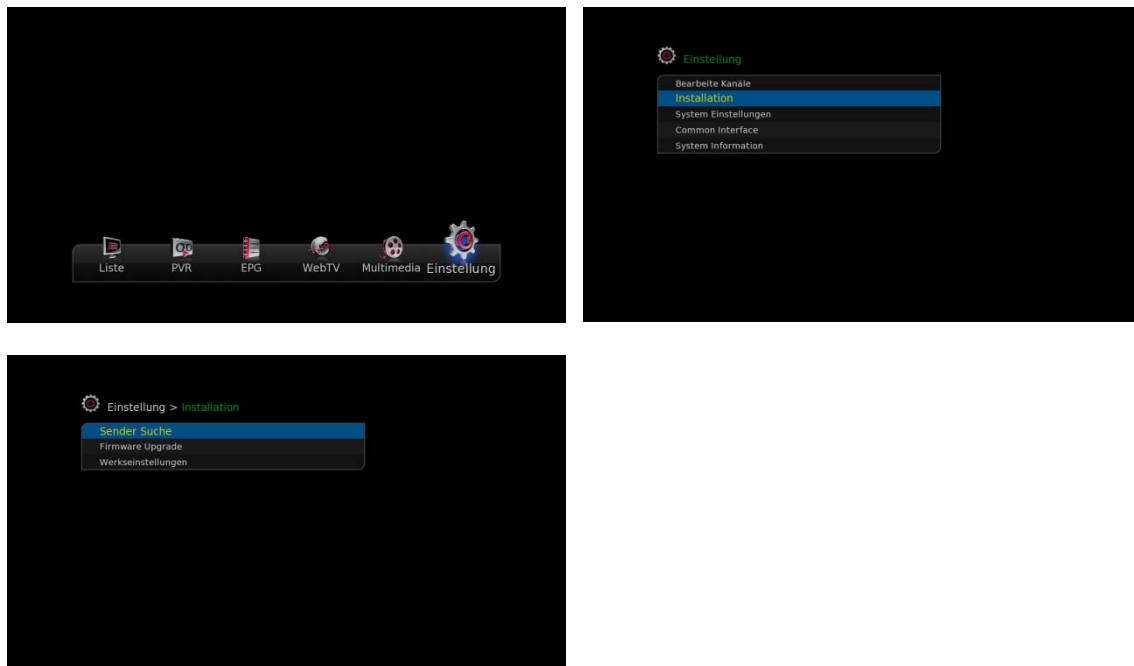 Liste PVR EPG WebTV Multimedia Einstellung
Einstellung
Bearbeite Kanäle
Installation
System Einstellungen
Common Interface
System Information
Einstellung > Installation
Sender Suche
Firmware Upgrade
Werkseinstellungen